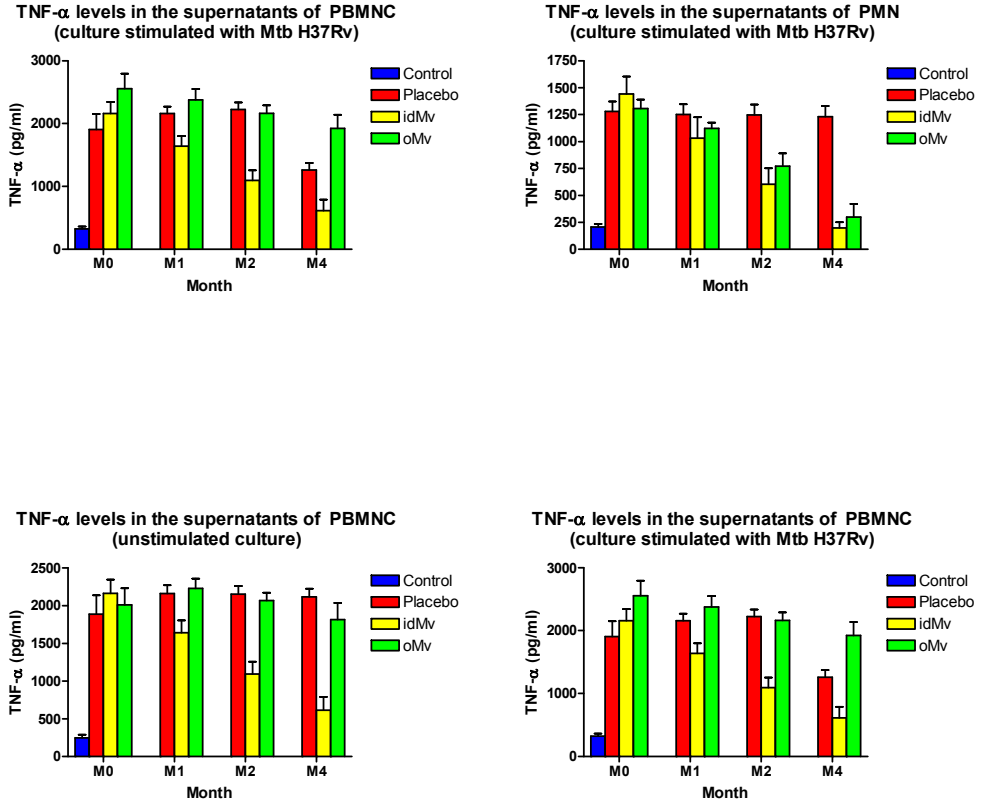 TNF-α levels in the supernatants of PBMNC
(culture stimulated with Mtb H37Rv)
3000
2000
1000
0
TNF-α (pg/ml)
M0 M1 M2 M4
Month
Control
Placebo
idMv
oMv
TNF-α levels in the supernatants of PMN
(culture stimulated with Mtb H37Rv)
1750
1500
1250
1000
750
500
250
0
TNF-α (pg/ml)
M0 M1 M2 M4
Month
Control
Placebo
idMv
oMv
TNF-α levels in the supernatants of PBMNC
(unstimulated culture)
2500
2000
1500
1000
500
0
TNF-α (pg/ml)
M0 M1 M2 M4
Month
Control
Placebo
idMv
oMv
TNF-α levels in the supernatants of PBMNC
(culture stimulated with Mtb H37Rv)
3000
2000
1000
0
TNF-α (pg/ml)
M0 M1 M2 M4
Month
Control
Placebo
idMv
oMv